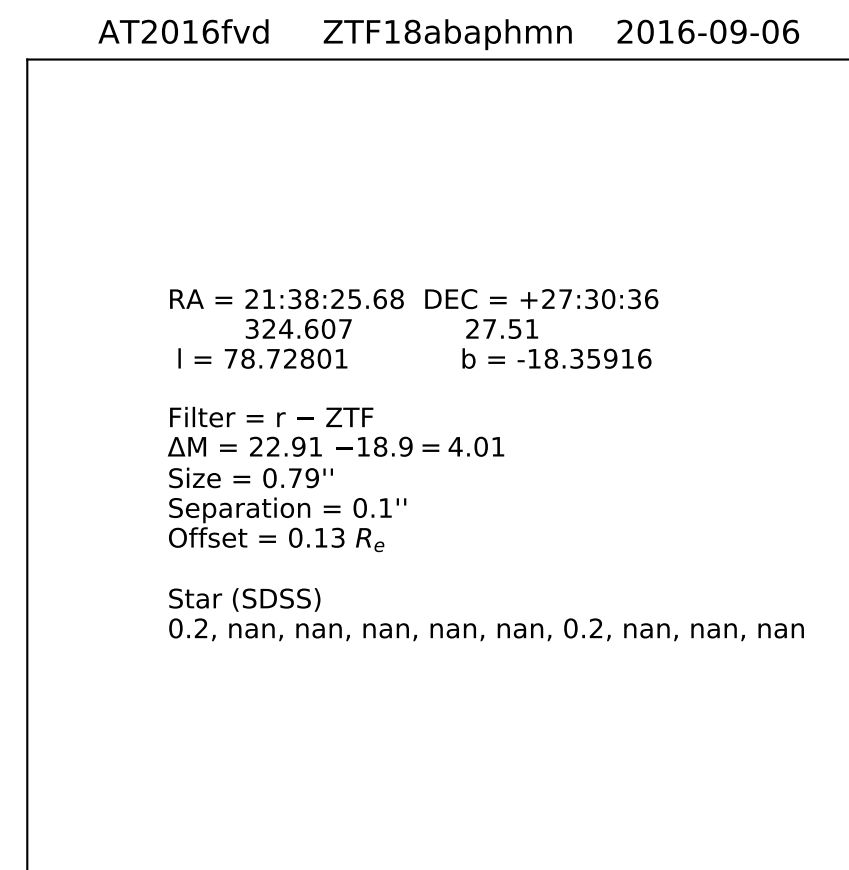 AT2016fvd ZTF18abaphmn 2016-09-06
RA = 21:38:25.68 DEC = +27:30:36
324.607 27.51
l = 78.72801 b = -18.35916
Filter = r − ZTF
ΔM = 22.91 −18.9 = 4.01
Size = 0.79''
Separation = 0.1''
Offset = 0.13 Rₑ
Star (SDSS)
0.2, nan, nan, nan, nan, nan, 0.2, nan, nan, nan